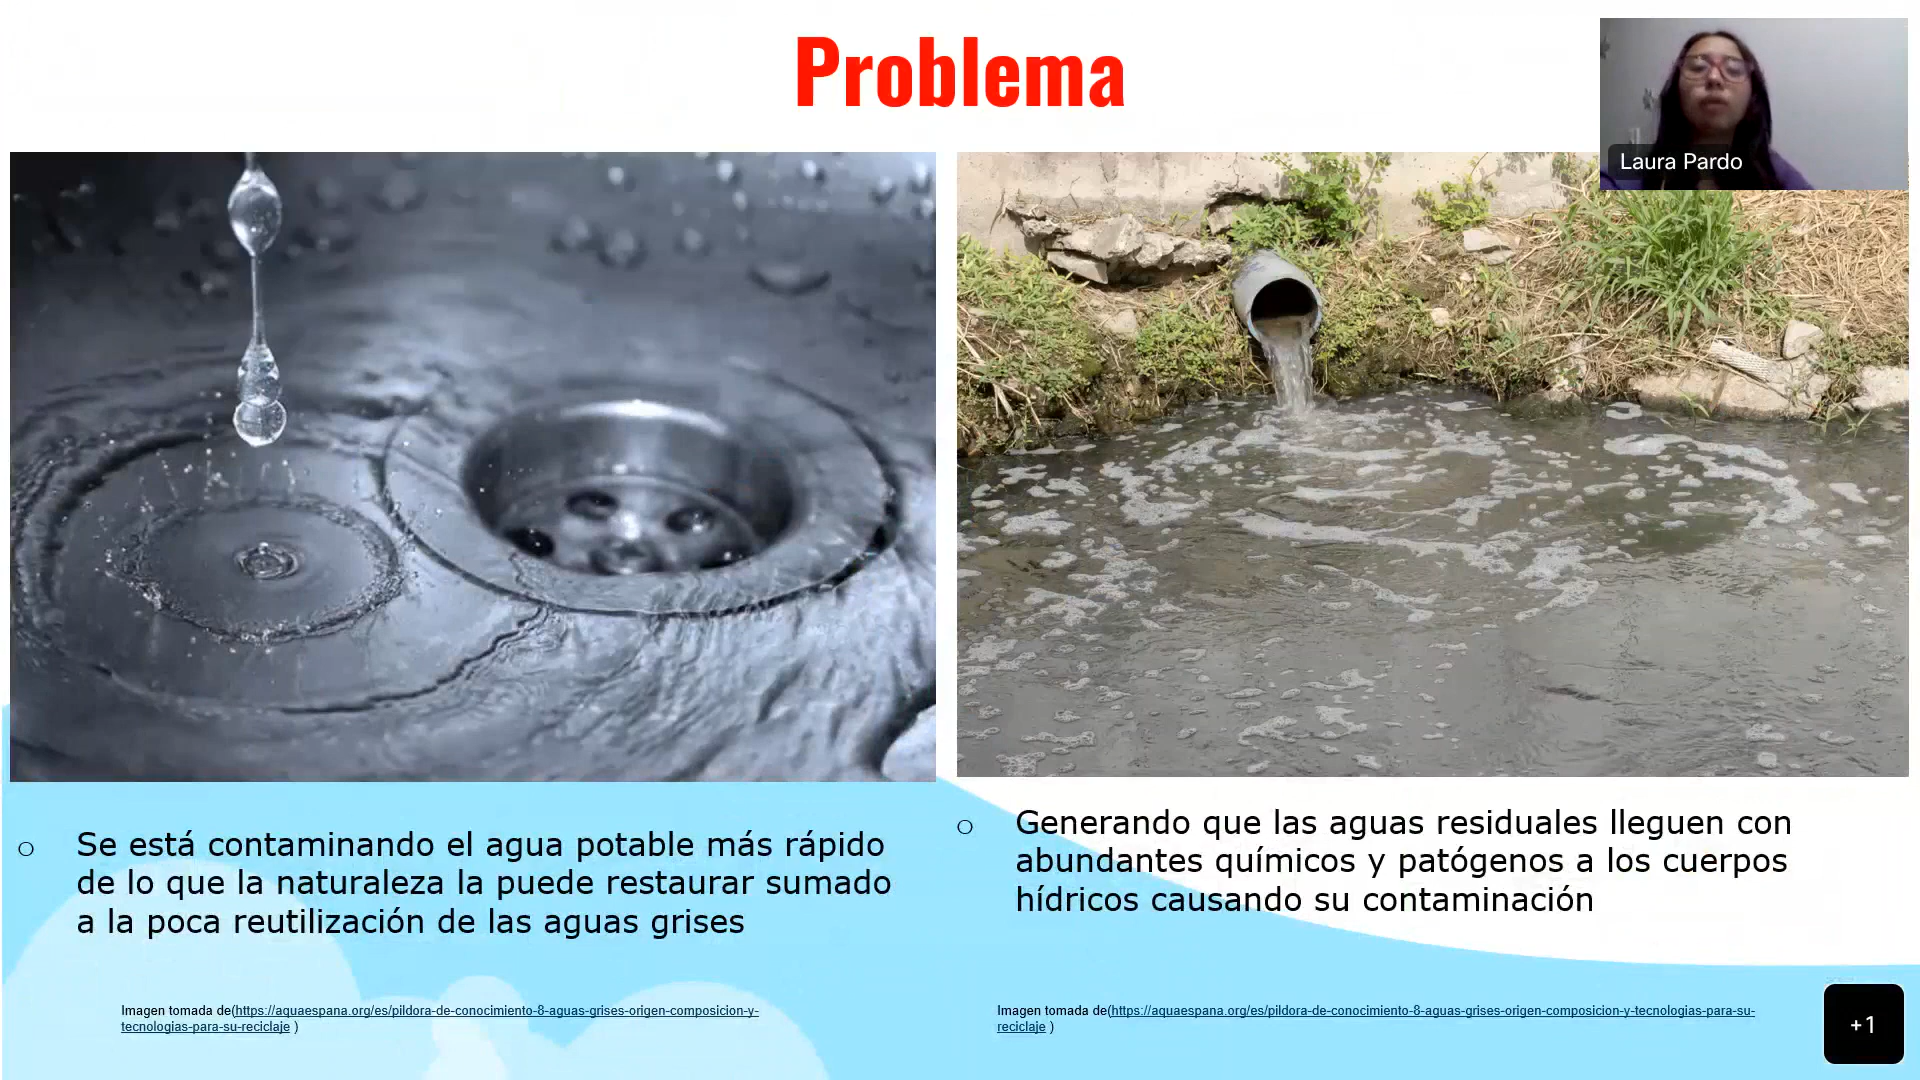 Problema
Laura Pardo
Se está contaminando el agua potable más rápido
de lo que la naturaleza la puede restaurar sumado
a la poca reutilización de las aguas grises
Generando que las aguas residuales lleguen con
abundantes químicos y patógenos a los cuerpos
hídricos causando su contaminación
Imagen tomada de(https://aquaespana.org/es/pildora-de-conocimiento-8-aguas-grises-origen-composicion-y-
tecnologias-para-su-reciclaje )
Imagen tomada de(https://aquaespana.org/es/pildora-de-conocimiento-8-aguas-grises-origen-composicion-y-tecnologias-para-su-
reciclaje )
+1